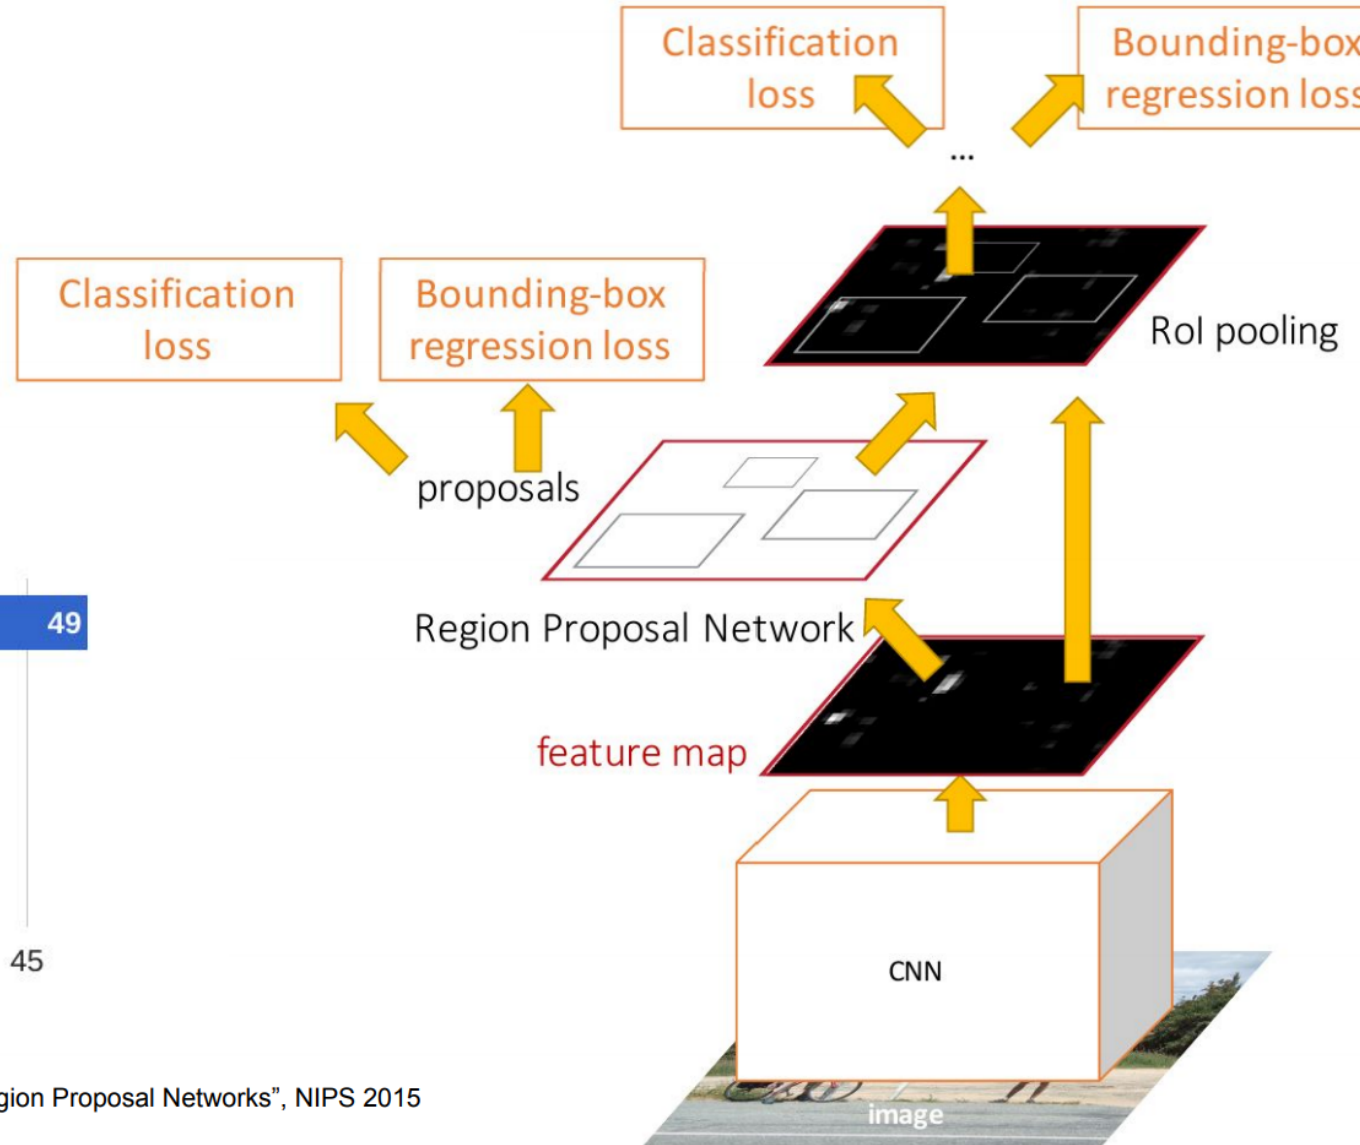 Classification
loss
Bounding-box
regression loss
...
Classification
loss
Bounding-box
regression loss
RoI pooling
proposals
49
Region Proposal Network
feature map
45
CNN
gion Proposal Networks”, NIPS 2015
image